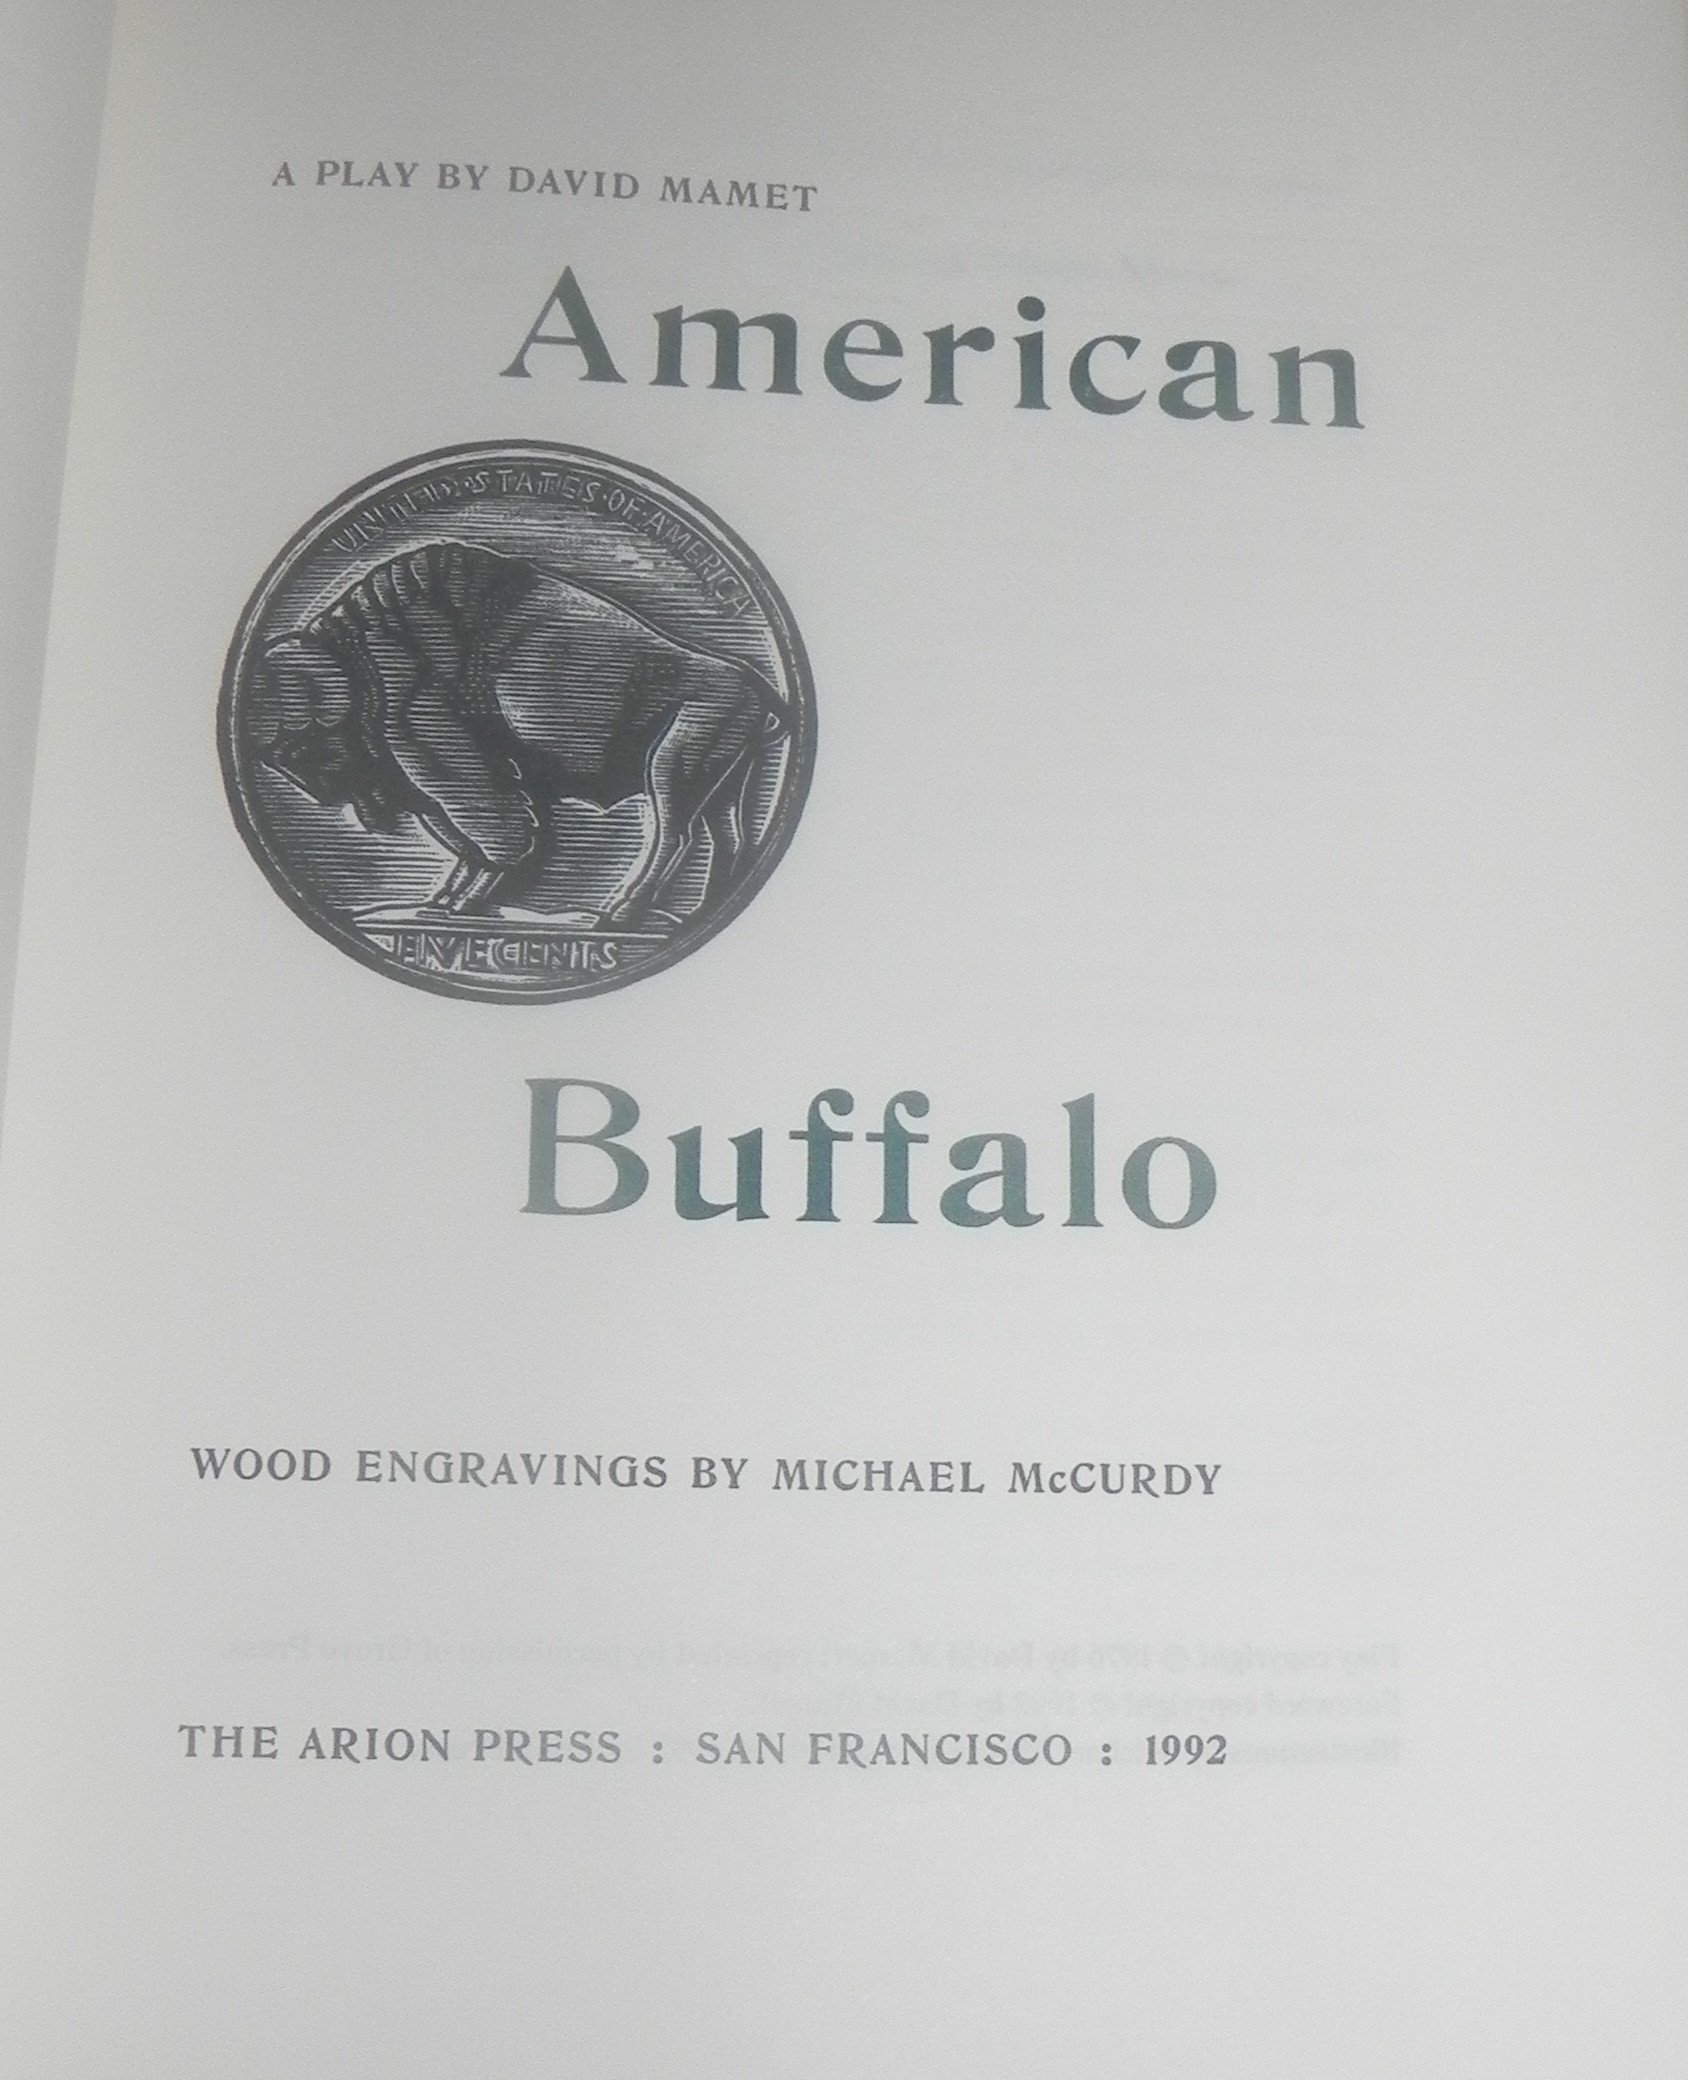 A PLAY BY DAVID MAMET
American
UNITED·STATES·OF·AMERICA
FIVE CENTS
Buffalo
WOOD ENGRAVINGS BY MICHAEL McCURDY
THE ARION PRESS : SAN FRANCISCO : 1992